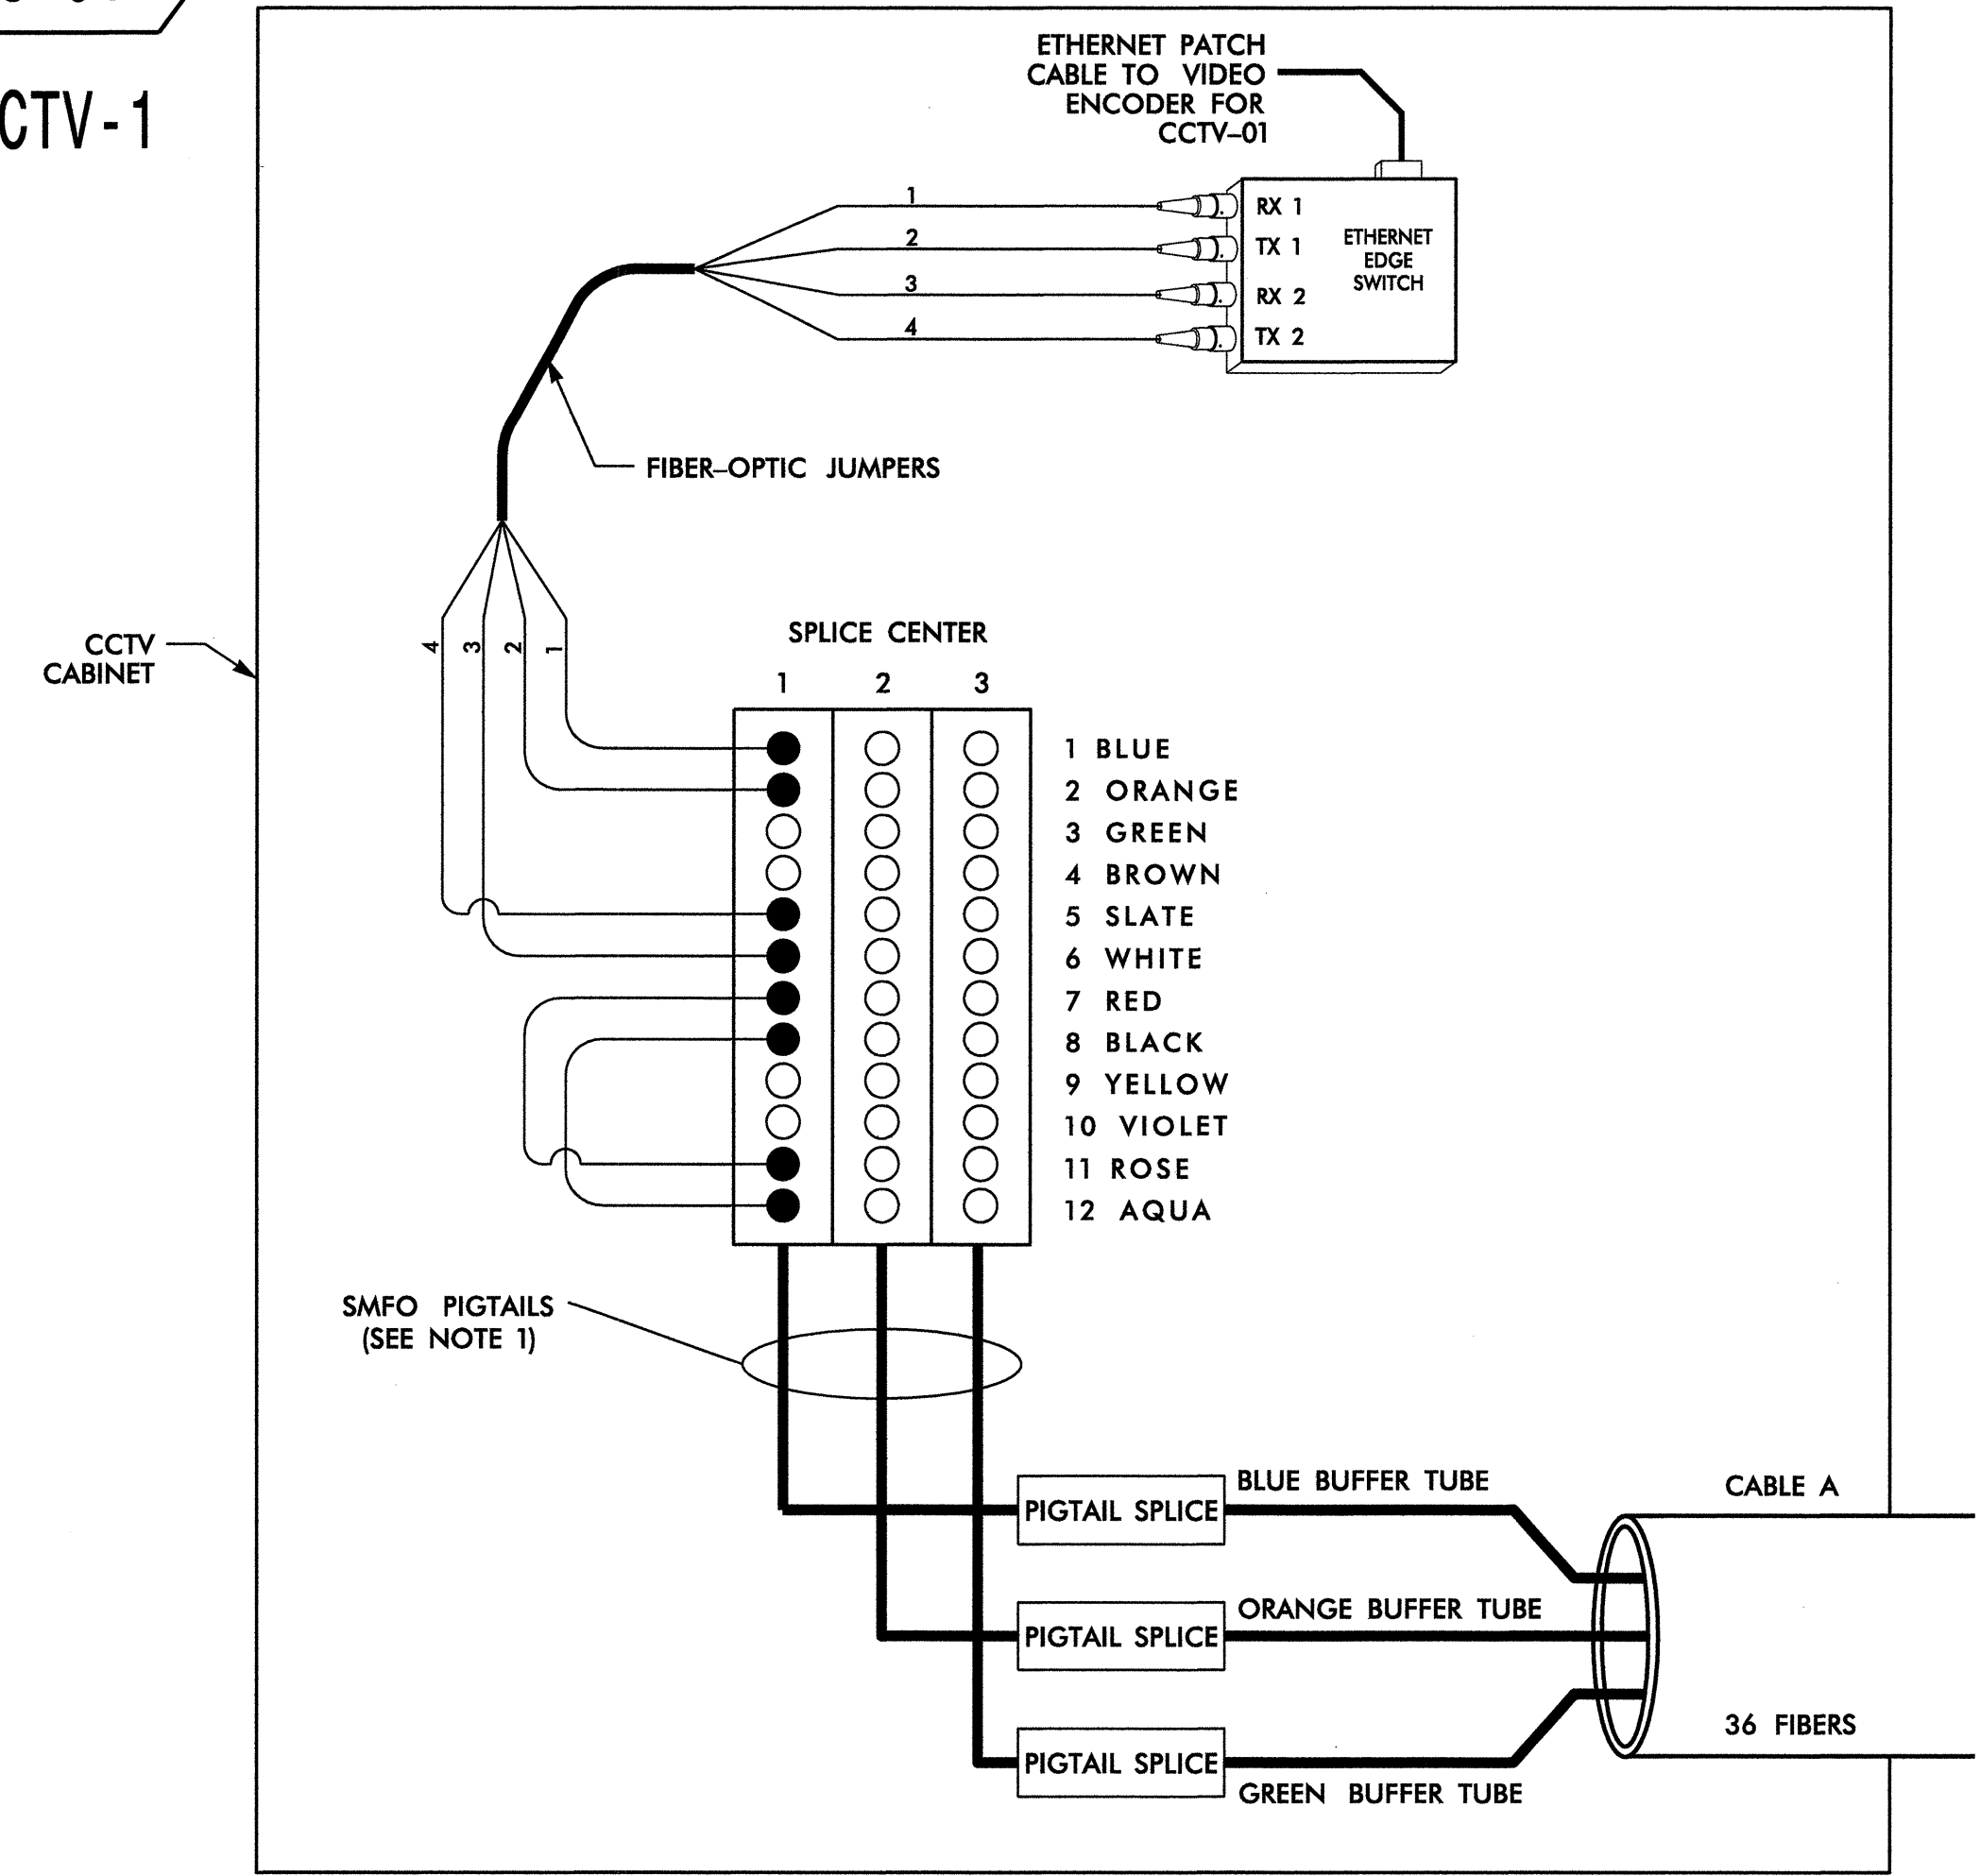 CTV-1
ETHERNET PATCH
CABLE TO VIDEO
ENCODER FOR
CCTV-01
1
2
3
4
RX 1
TX 1
RX 2
TX 2
ETHERNET
EDGE
SWITCH
FIBER-OPTIC JUMPERS
CCTV
CABINET
4
3
2
1
SPLICE CENTER
1 2 3
1 BLUE
2 ORANGE
3 GREEN
4 BROWN
5 SLATE
6 WHITE
7 RED
8 BLACK
9 YELLOW
10 VIOLET
11 ROSE
12 AQUA
SMFO PIGTAILS
(SEE NOTE 1)
PIGTAIL SPLICE
BLUE BUFFER TUBE
CABLE A
PIGTAIL SPLICE
ORANGE BUFFER TUBE
36 FIBERS
PIGTAIL SPLICE
GREEN BUFFER TUBE